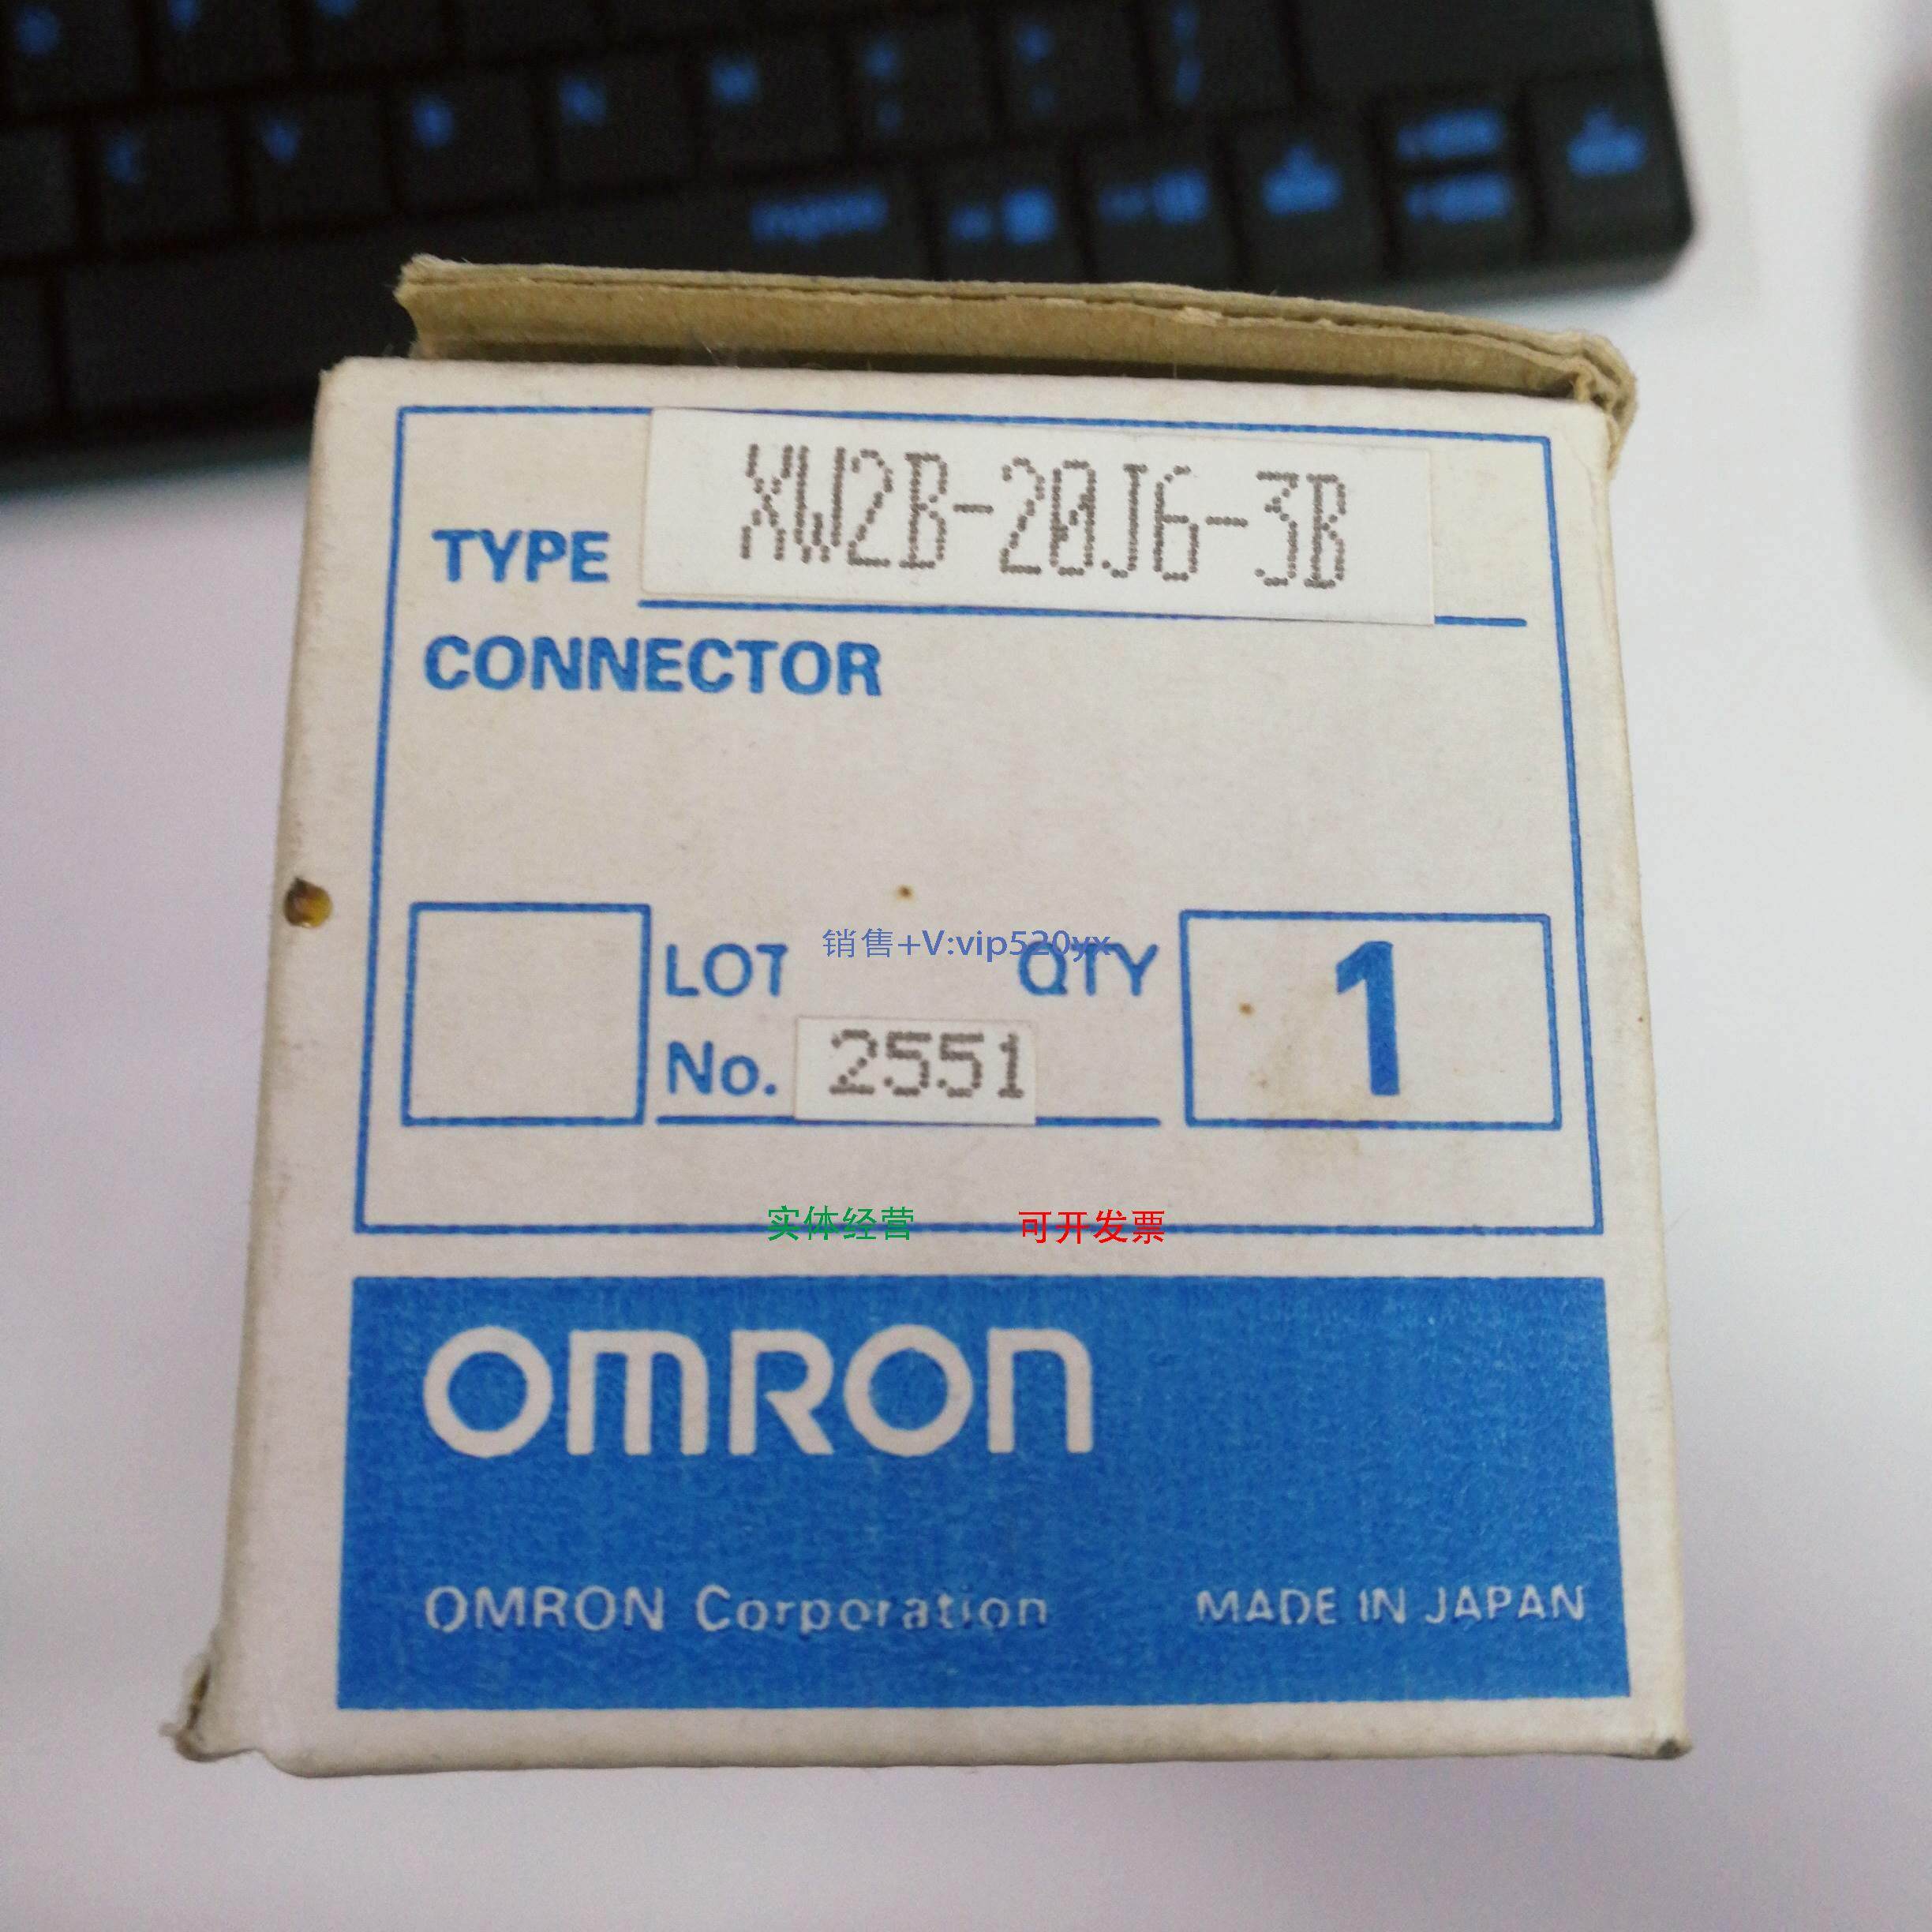 XW2B-20J6-3B
TYPE
CONNECTOR
销售+V:vip520yx
LOT QTY 1
No. 2551
实体经营 可开发票
OMRON
OMRON Corporation MADE IN JAPAN